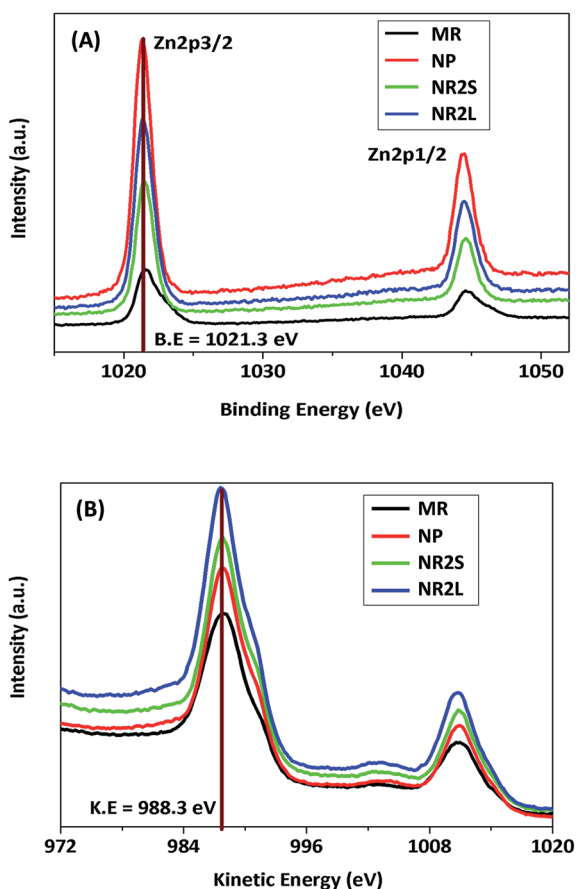 (A)
Zn2p3/2
MR
NP
NR2S
NR2L
Zn2p1/2
Intensity (a.u.)
B.E = 1021.3 eV
1020 1030 1040 1050
Binding Energy (eV)
(B)
MR
NP
NR2S
NR2L
Intensity (a.u.)
K.E = 988.3 eV
972 984 996 1008 1020
Kinetic Energy (eV)